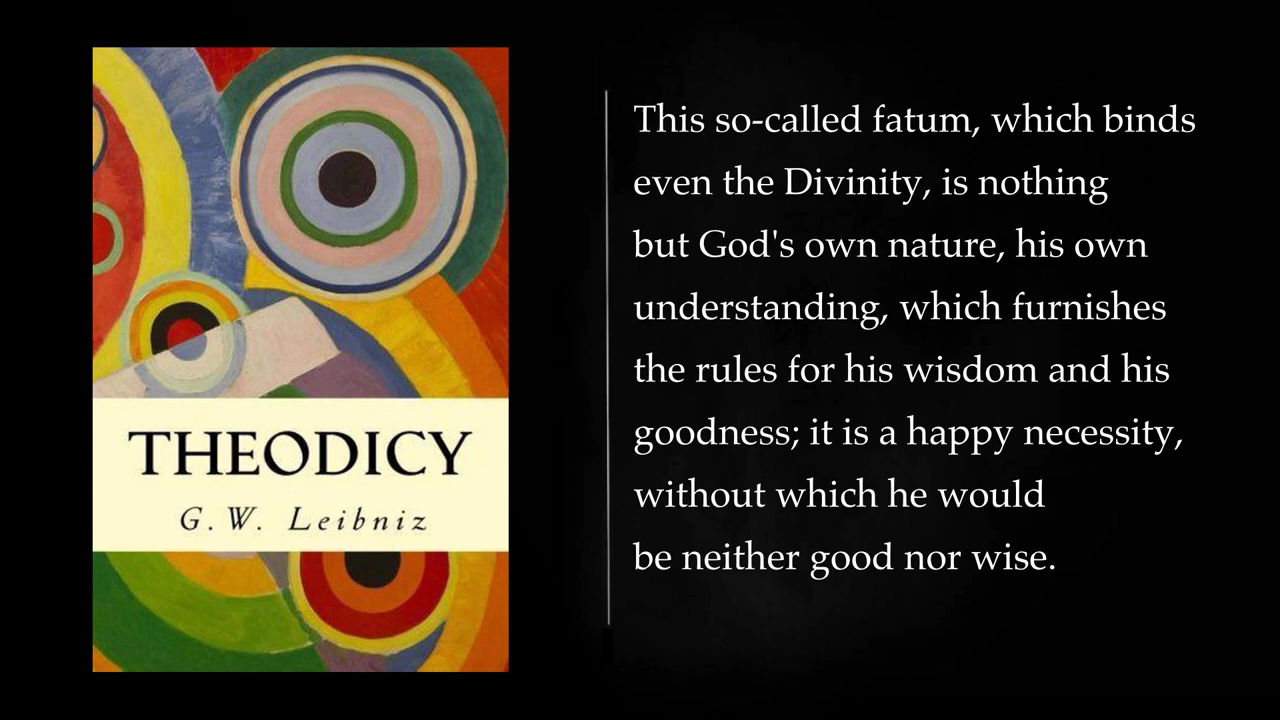 THEODICY
G. W. Leibniz
This so-called fatum, which binds
even the Divinity, is nothing
but God's own nature, his own
understanding, which furnishes
the rules for his wisdom and his
goodness; it is a happy necessity,
without which he would
be neither good nor wise.